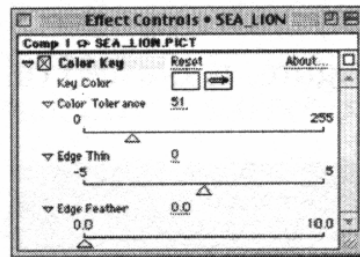 Effect Controls • SEA_LION
Comp 1 ▫ SEA_LION.PICT
Color Key Reset About...
Key Color
Color Tolerance 51
0 255
Edge Thin 0
-5 5
Edge Feather 0.0
0.0 10.0